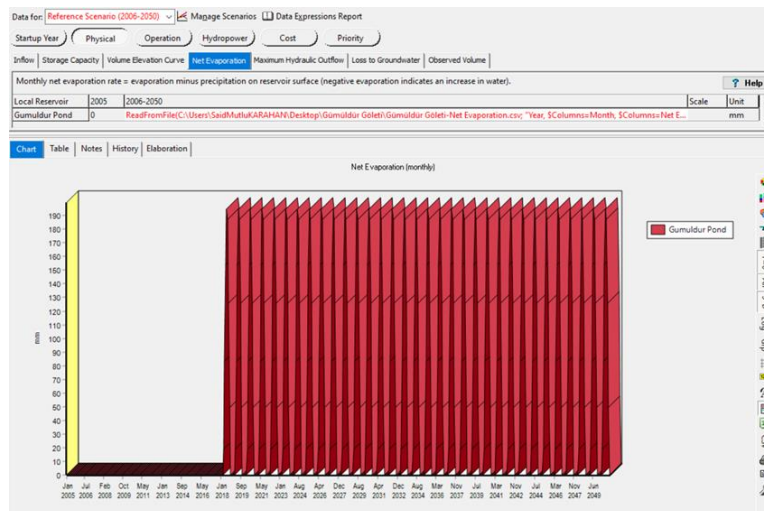 Data for: Reference Scenario (2006-2050) Manage Scenarios Data Expressions Report
Startup Year Physical Operation Hydropower Cost Priority
Inflow Storage Capacity Volume Elevation Curve Net Evaporation Maximum Hydraulic Outflow Loss to Groundwater Observed Volume
Monthly net evaporation rate = evaporation minus precipitation on reservoir surface (negative evaporation indicates an increase in water). ? Help
Local Reservoir 2005 2006-2050 Scale Unit
Gumuldur Pond 0 ReadFromFile(C:\Users\SaidMutluKARAHAN\Desktop\Gümüldür Göleti\Gümüldür Göleti-Net Evaporation.csv; "Year, $Columns=Month, $Columns=Net E... mm
Chart Table Notes History Elaboration
Net Evaporation (monthly)
190
180
170
160
150
140
130
120
110
100
90
80
70
60
50
40
30
20
10
0
mm
Gumuldur Pond
Jan Jul Feb Oct May Jan Sep May Jan Sep May Jan Aug Apr Dec Aug Apr Dec Aug Apr Nov Jul Mar Nov Jul Mar Nov Jun
2005 2006 2008 2009 2011 2013 2014 2016 2018 2019 2021 2023 2024 2026 2027 2029 2031 2032 2034 2036 2037 2039 2041 2042 2044 2046 2047 2049